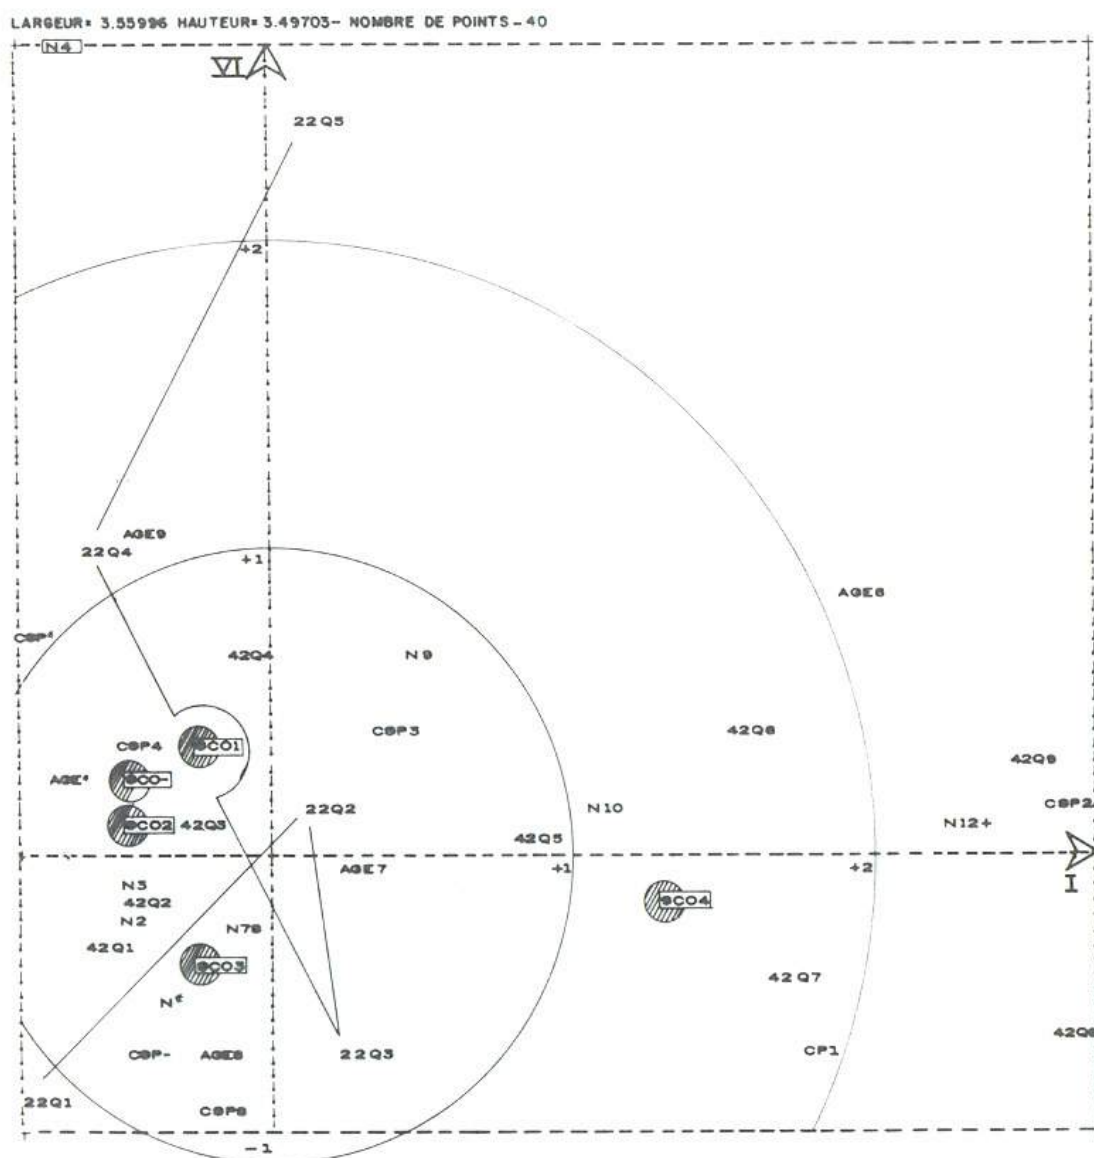 LARGEUR= 3.55996 HAUTEUR= 3.49703- NOMBRE DE POINTS - 40
N4
VI
22Q5
+2
AGE9
22Q4
+1
AGE6
42Q4
N9
CSP3
42Q6
CSP4
SCO1
42Q9
SCO-
CSP2
22Q2
N10
SCO2
42Q3
N12+
42Q5
AGE7
+1
+2
I
N3
SCO4
42Q2
N2
N78
42Q1
SCO3
42Q7
CSP-
AGE8
22Q3
CP1
22Q1
-1